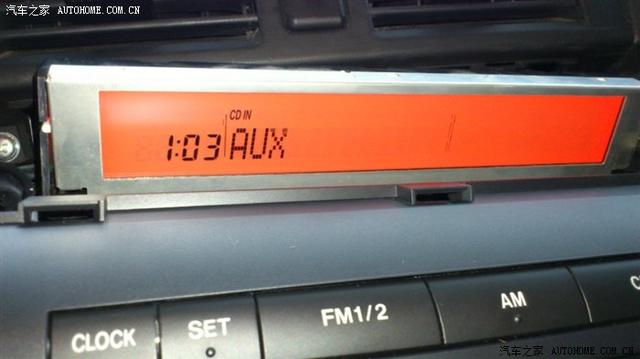 汽车之家 AUTOHOME.COM.CN
CD IN
1:03 AUX
CLOCK SET FM1/2 AM
汽车之家
AUTOHOME.COM.CN